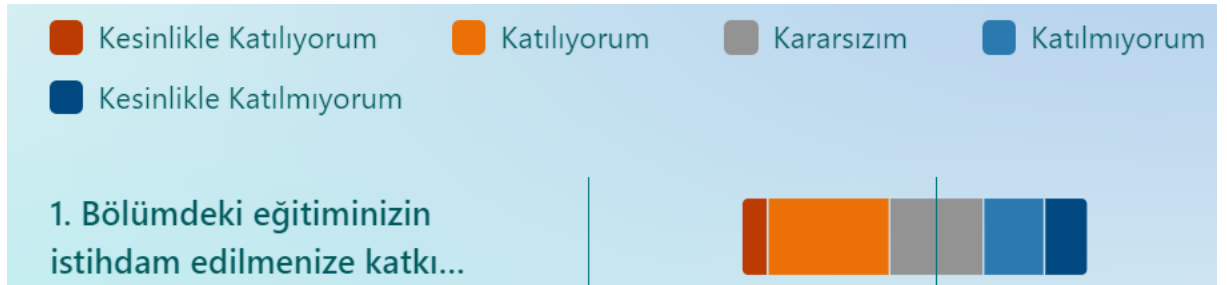 Kesinlikle Katılıyorum Katılıyorum Kararsızım Katılmıyorum
Kesinlikle Katılmıyorum
1. Bölümdeki eğitiminizin
istihdam edilmenize katkı...